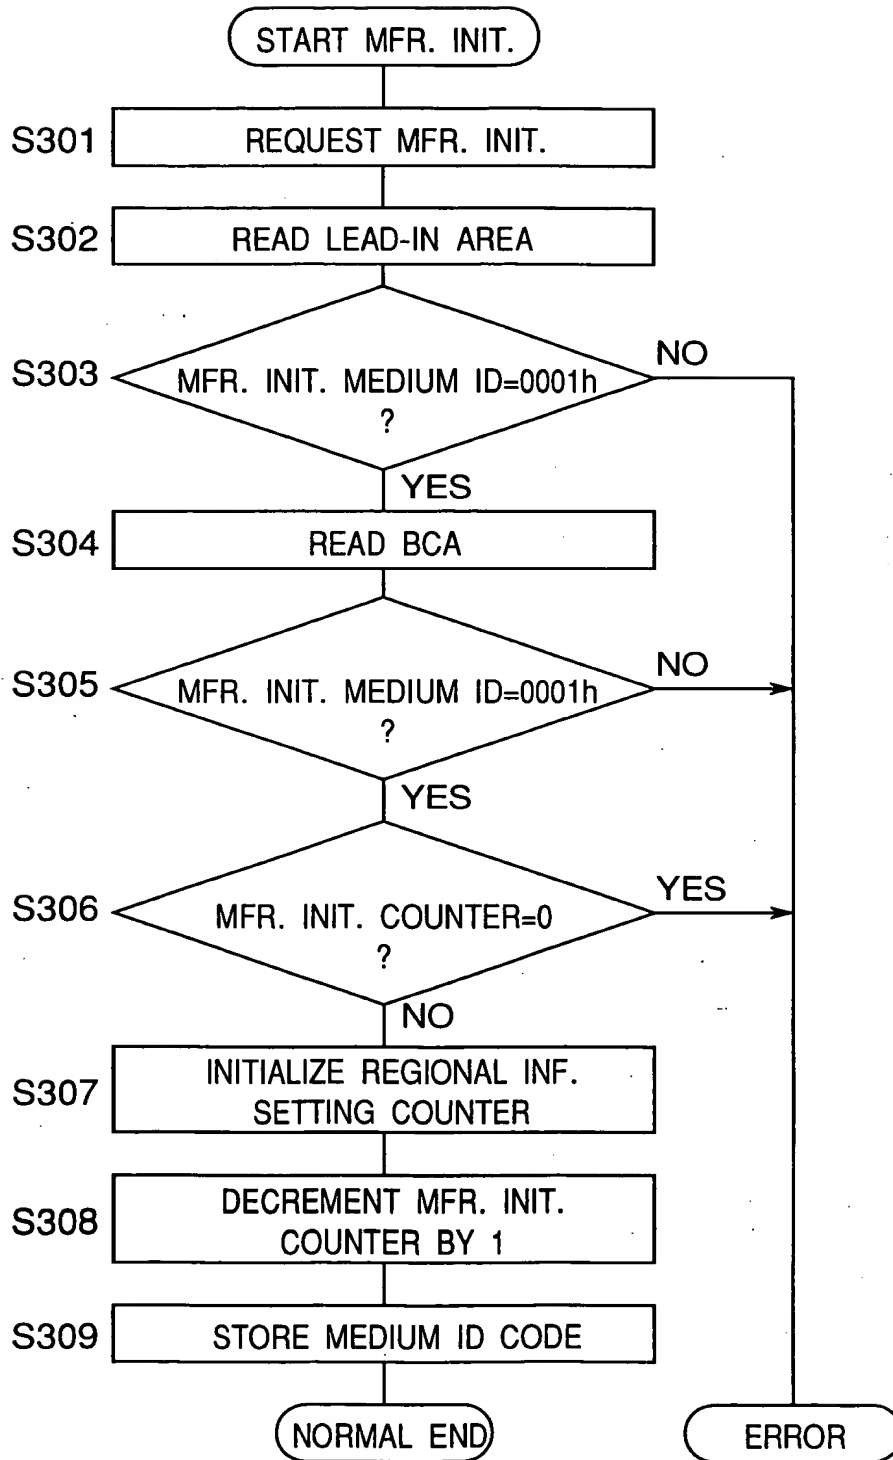 START MFR. INIT.
S301 REQUEST MFR. INIT.
S302 READ LEAD-IN AREA
S303 MFR. INIT. MEDIUM ID=0001h NO
?
YES
S304 READ BCA
S305 MFR. INIT. MEDIUM ID=0001h NO
?
YES
S306 MFR. INIT. COUNTER=0 YES
?
NO
S307 INITIALIZE REGIONAL INF.
SETTING COUNTER
S308 DECREMENT MFR. INIT.
COUNTER BY 1
S309 STORE MEDIUM ID CODE
NORMAL END ERROR